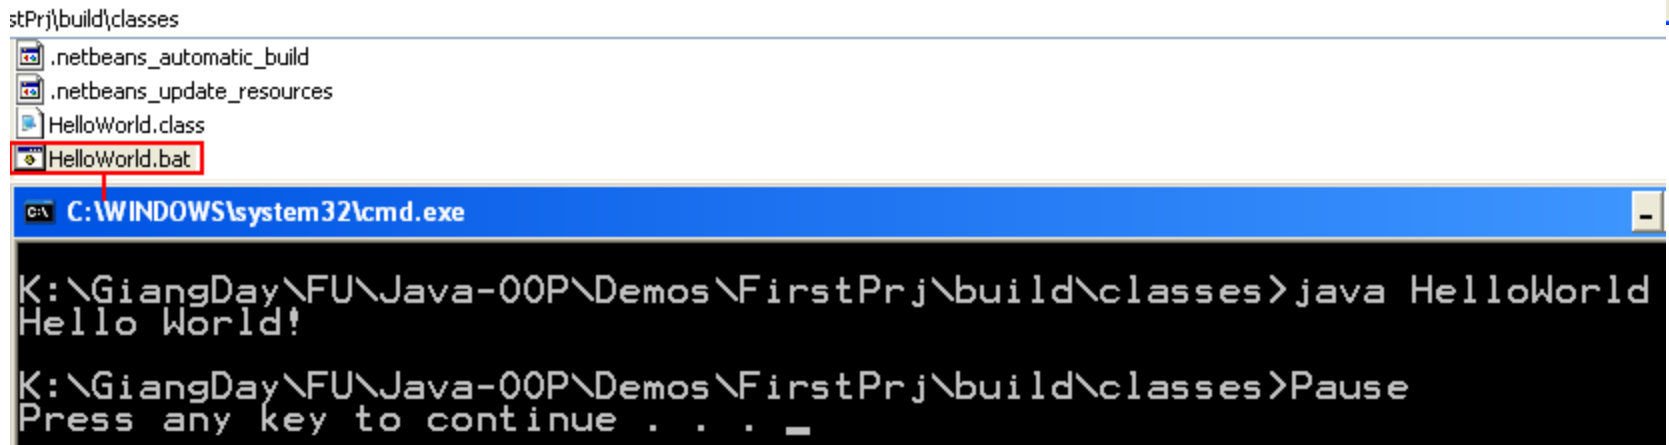 stPrj\build\classes
.netbeans_automatic_build
.netbeans_update_resources
HelloWorld.class
HelloWorld.bat
C:\WINDOWS\system32\cmd.exe
K:\GiangDay\FU\Java-OOP\Demos\FirstPrj\build\classes>java HelloWorld
Hello World!
K:\GiangDay\FU\Java-OOP\Demos\FirstPrj\build\classes>Pause
Press any key to continue . . . _